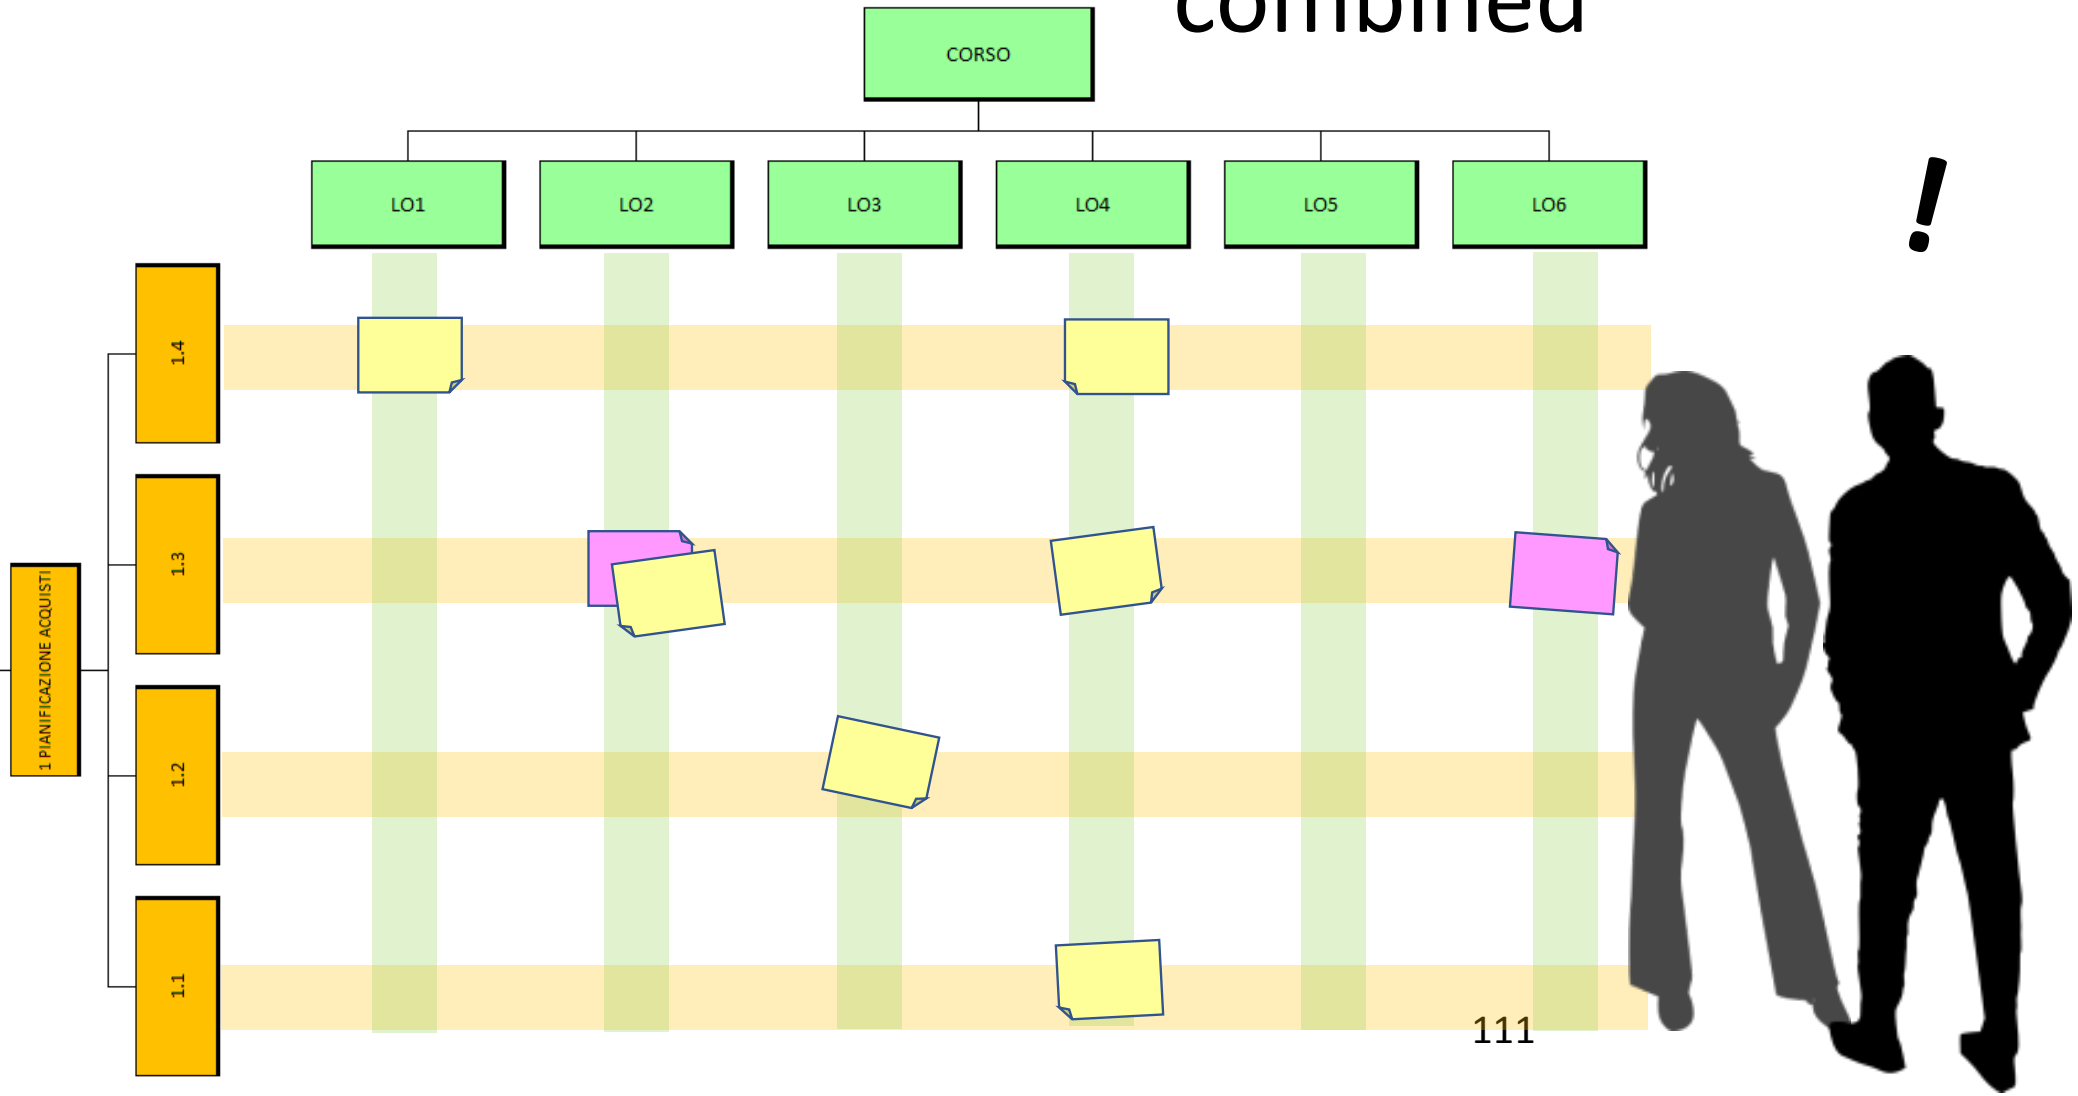 combined
CORSO
LO1
LO2
LO3
LO4
LO5
LO6
!
1.4
1.3
1 PIANIFICAZIONE ACQUISTI
1.2
1.1
111